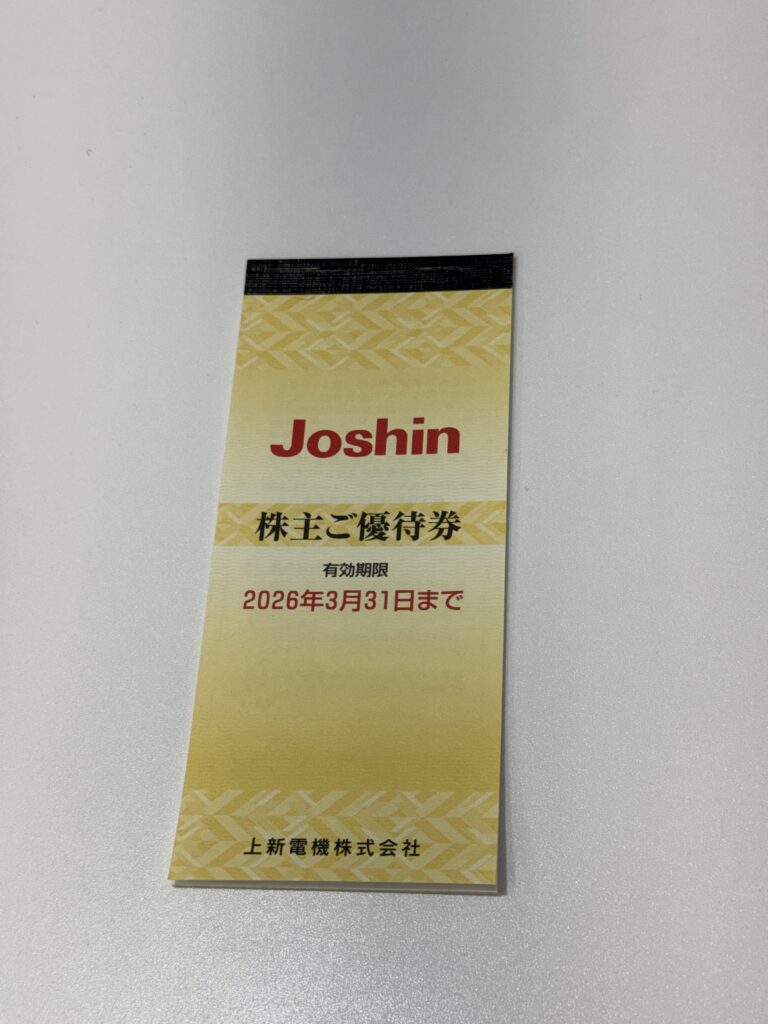 Joshin
株主ご優待券
有効期限
2026年3月31日まで
上新電機株式会社